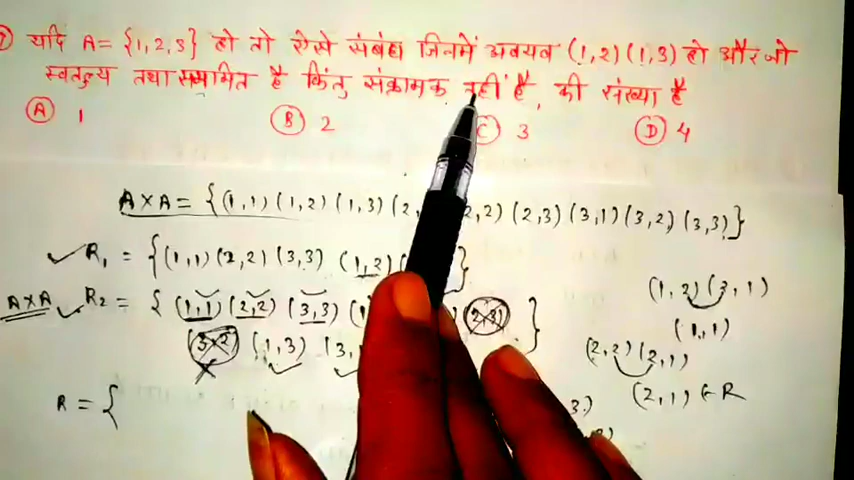 यदि A = {1,2,3} हो तो ऐसे संबंध जिनमें अवयव (1,2) (1,3) हो और जो
स्वतुल्य तथा सममित है किंतु संक्रामक नहीं है, की संख्या है
(A) 1 (B) 2 (C) 3 (D) 4
A×A = {(1,1) (1,2) (1,3) (2, 2,2) (2,3) (3,1) (3,2) (3,3)}
R₁ = {(1,1) (2,2) (3,3) (1,2) }
A×A R₂ = { (1,1) (2,2) (3,3) (2,3) }
(3,2) (1,3) (3,
(1,2) (3,1)
(1,1)
(2,2) (2,1)
(2,1) ∈ R
R = {